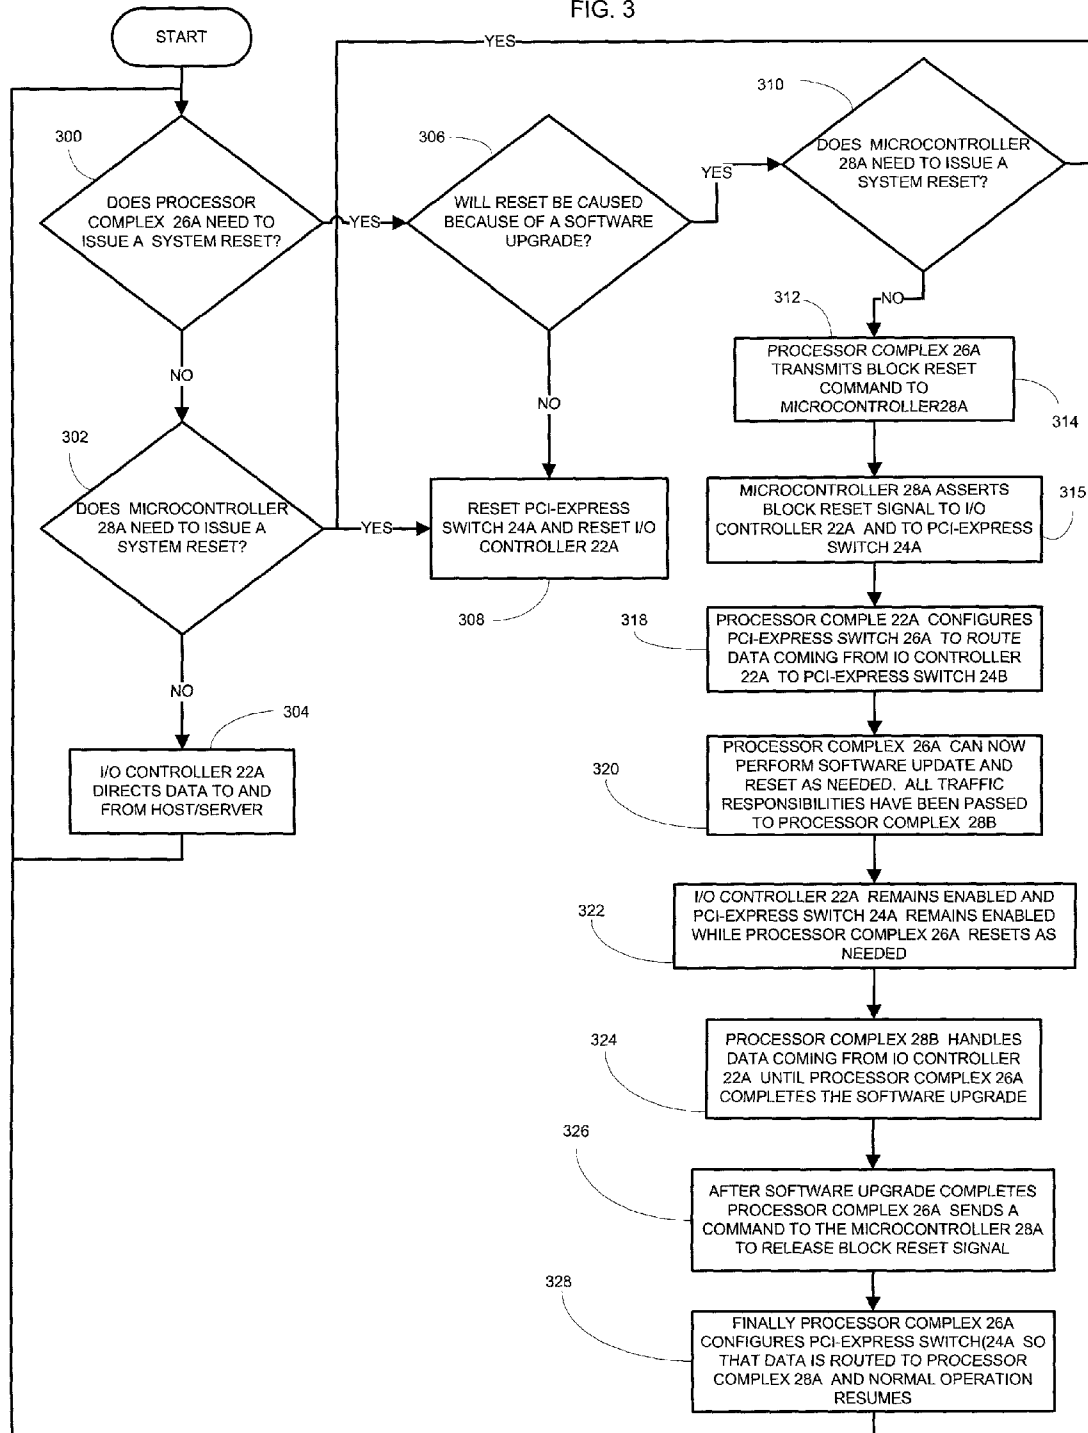 FIG. 3
START
YES
300
DOES PROCESSOR
COMPLEX 26A NEED TO
ISSUE A SYSTEM RESET?
YES
306
WILL RESET BE CAUSED
BECAUSE OF A SOFTWARE
UPGRADE?
YES
310
DOES MICROCONTROLLER
28A NEED TO ISSUE A
SYSTEM RESET?
NO
NO
NO
302
DOES MICROCONTROLLER
28A NEED TO ISSUE A
SYSTEM RESET?
YES
RESET PCI-EXPRESS
SWITCH 24A AND RESET I/O
CONTROLLER 22A
308
NO
304
I/O CONTROLLER 22A
DIRECTS DATA TO AND
FROM HOST/SERVER
312
PROCESSOR COMPLEX 26A
TRANSMITS BLOCK RESET
COMMAND TO
MICROCONTROLLER28A
314
MICROCONTROLLER 28A ASSERTS
BLOCK RESET SIGNAL TO I/O
CONTROLLER 22A AND TO PCI-EXPRESS
SWITCH 24A
315
318
PROCESSOR COMPLE 22A CONFIGURES
PCI-EXPRESS SWITCH 26A TO ROUTE
DATA COMING FROM IO CONTROLLER
22A TO PCI-EXPRESS SWITCH 24B
320
PROCESSOR COMPLEX 26A CAN NOW
PERFORM SOFTWARE UPDATE AND
RESET AS NEEDED. ALL TRAFFIC
RESPONSIBILITIES HAVE BEEN PASSED
TO PROCESSOR COMPLEX 28B
322
I/O CONTROLLER 22A REMAINS ENABLED AND
PCI-EXPRESS SWITCH 24A REMAINS ENABLED
WHILE PROCESSOR COMPLEX 26A RESETS AS
NEEDED
324
PROCESSOR COMPLEX 28B HANDLES
DATA COMING FROM IO CONTROLLER
22A UNTIL PROCESSOR COMPLEX 26A
COMPLETES THE SOFTWARE UPGRADE
326
AFTER SOFTWARE UPGRADE COMPLETES
PROCESSOR COMPLEX 26A SENDS A
COMMAND TO THE MICROCONTROLLER 28A
TO RELEASE BLOCK RESET SIGNAL
328
FINALLY PROCESSOR COMPLEX 26A
CONFIGURES PCI-EXPRESS SWITCH(24A SO
THAT DATA IS ROUTED TO PROCESSOR
COMPLEX 28A AND NORMAL OPERATION
RESUMES